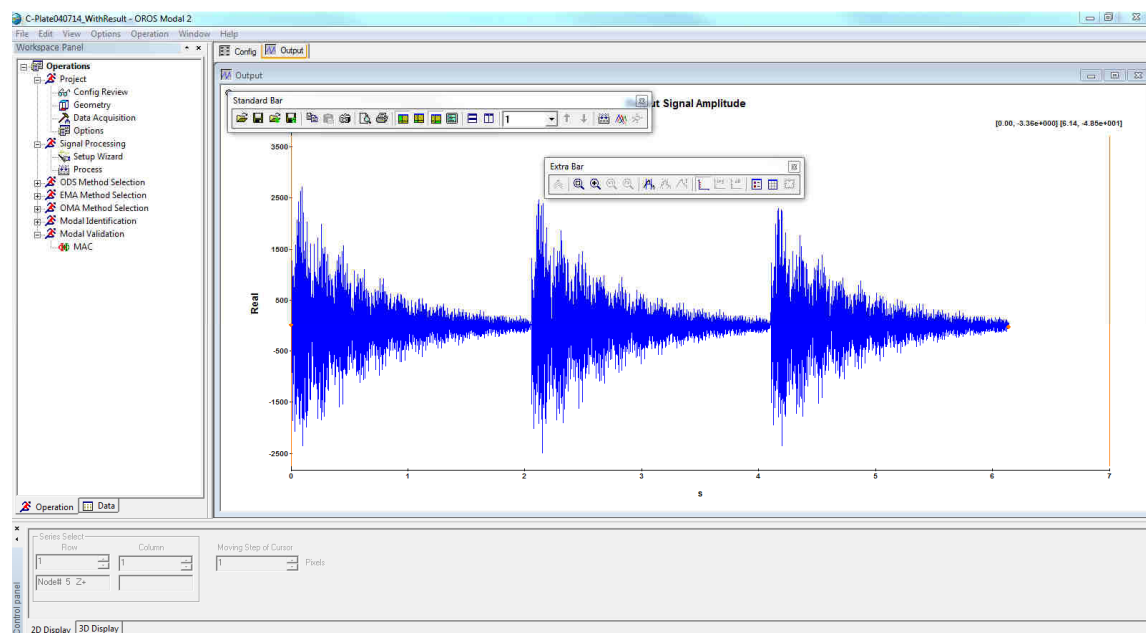 C-Plate040714_WithResult - OROS Modal 2
File Edit View Options Operation Window Help
Workspace Panel
Operations
Project
Config Review
Geometry
Data Acquisition
Options
Signal Processing
Setup Wizard
Process
ODS Method Selection
EMA Method Selection
OMA Method Selection
Modal Identification
Modal Validation
MAC
Operation Data
Config Output
Output
Standard Bar
1
ut Signal Amplitude
[0.00, -3.36e+000] [6.14, -4.85e+001]
Extra Bar
3500
2500
1500
500
-500
-1500
-2500
Real
0 1 2 3 4 5 6 7
s
Control panel
Series Select
Row Column Moving Step of Cursor
1 1 1 Pixels
Node# 5 Z+
2D Display 3D Display